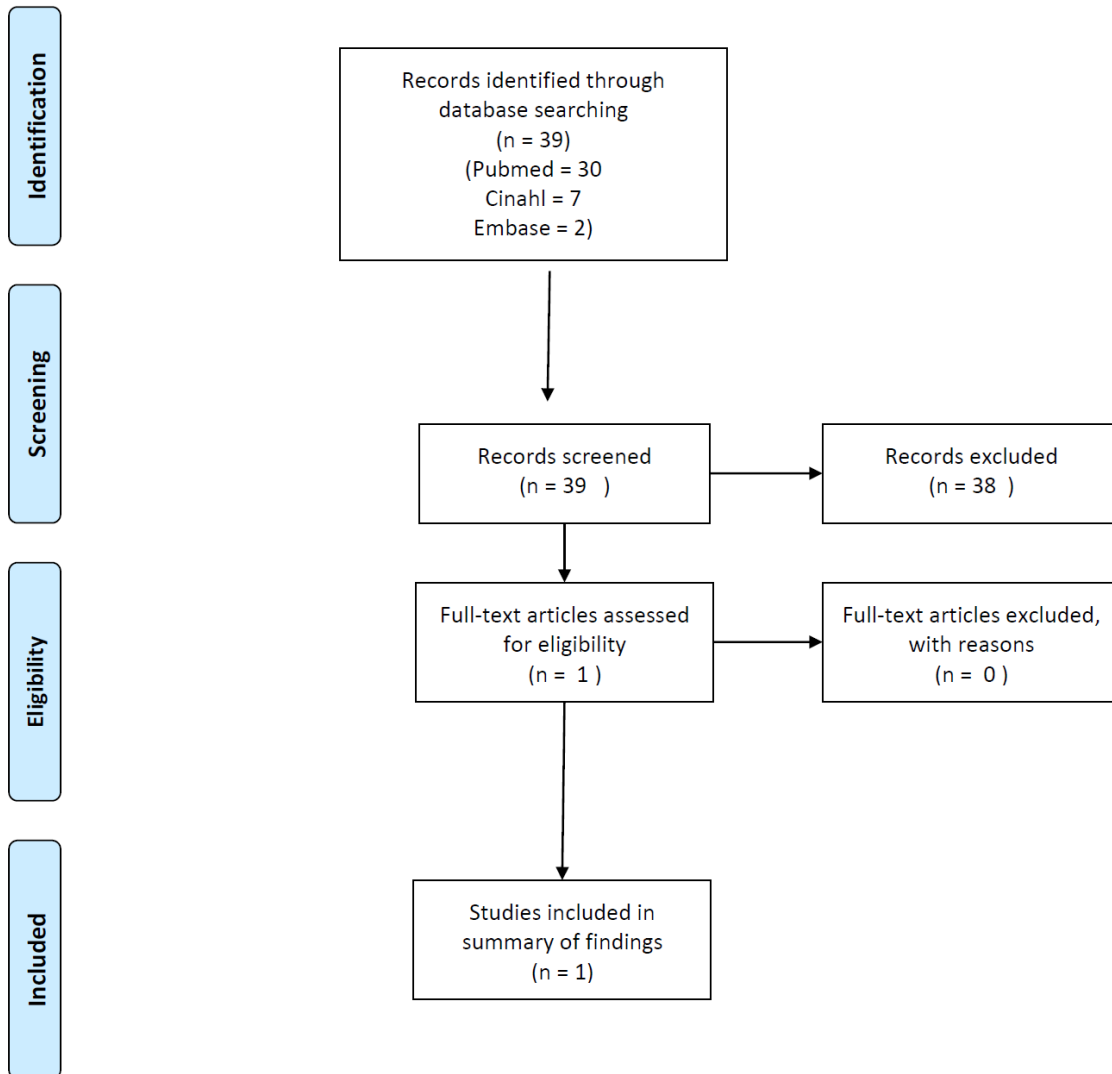 Identification
Records identified through
database searching
(n = 39)
(Pubmed = 30
Cinahl = 7
Embase = 2)
Screening
Records screened
(n = 39   )
Records excluded
(n = 38  )
Eligibility
Full-text articles assessed
for eligibility
(n =  1 )
Full-text articles excluded,
with reasons
(n =  0 )
Included
Studies included in
summary of findings
(n = 1)